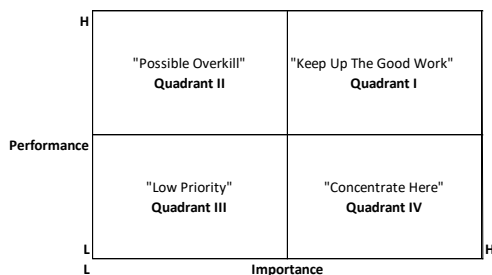 H
"Possible Overkill"
Quadrant II
"Keep Up The Good Work"
Quadrant I
Performance
"Low Priority"
Quadrant III
"Concentrate Here"
Quadrant IV
L
H
L
Importance